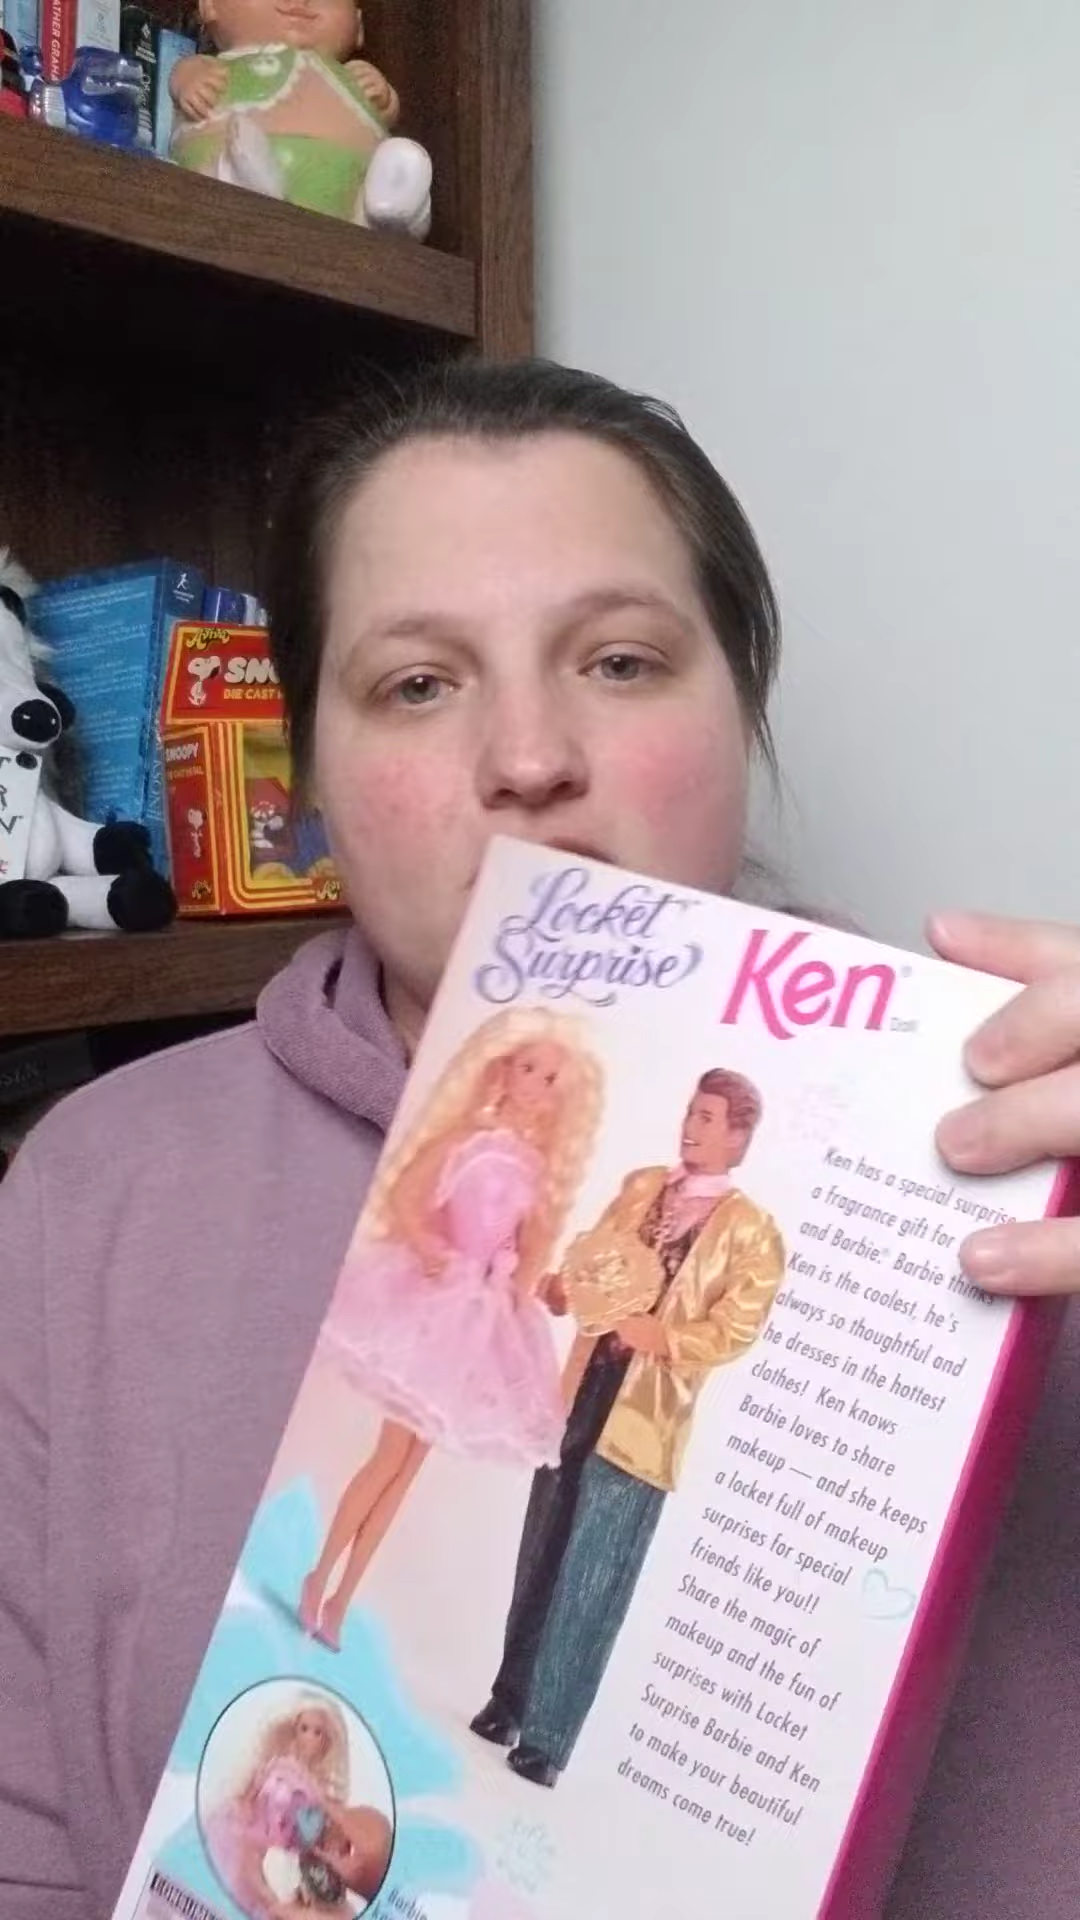 HEATHER GRAHA
SNO
DIE CAST
SNOOPY
Locket
Surprise
Ken®
Doll
Ken has a special surprise
a fragrance gift for
and Barbie.® Barbie thinks
Ken is the coolest, he's
always so thoughtful and
he dresses in the hottest
clothes! Ken knows
Barbie loves to share
makeup — and she keeps
a locket full of makeup
surprises for special
friends like you!!
Share the magic of
makeup and the fun of
surprises with Locket
Surprise Barbie and Ken
to make your beautiful
dreams come true!
Barbie